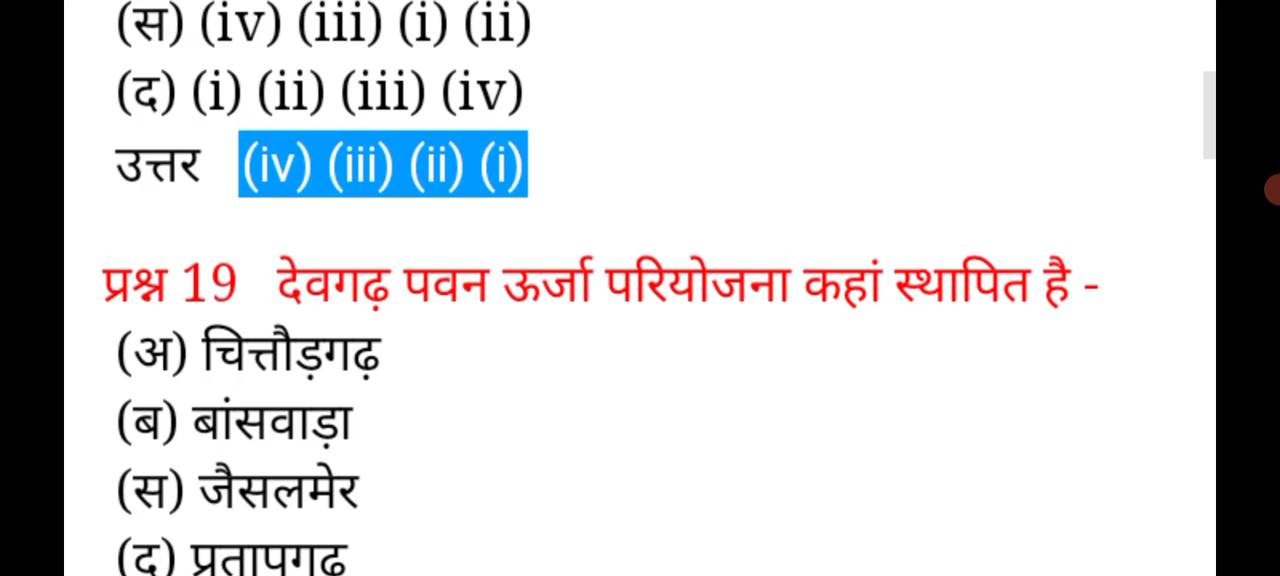 (स) (iv) (iii) (i) (ii)
(द) (i) (ii) (iii) (iv)
उत्तर (iv) (iii) (ii) (i)
प्रश्न 19 देवगढ़ पवन ऊर्जा परियोजना कहां स्थापित है -
(अ) चित्तौड़गढ़
(ब) बांसवाड़ा
(स) जैसलमेर
(द) प्रतापगढ़